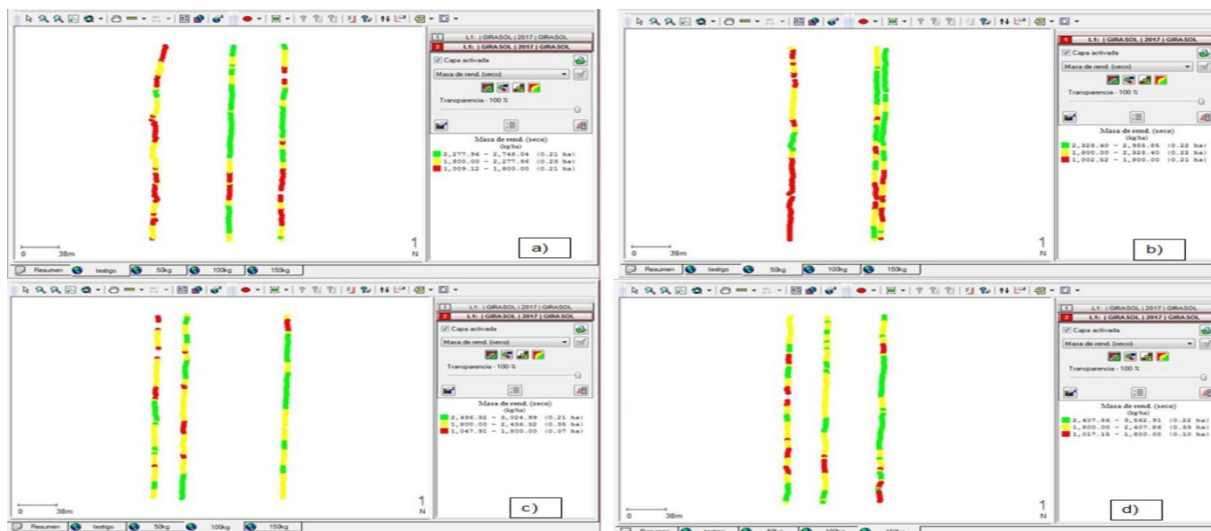 1 L1: | GIRASOL | 2017 | GIRASOL
2 L1: | GIRASOL | 2017 | GIRASOL
Capa activada
Masa de rend. (seco)
Transparencia - 100 %
Masa de rend. (seco)
(kg/ha)
2,277.96 - 2,748.04 (0.21 ha)
1,800.00 - 2,277.96 (0.23 ha)
1,009.12 - 1,800.00 (0.21 ha)
0 38m
1
N
a)
Resumen testigo 50kg 100kg 150kg
1 L1: | GIRASOL | 2017 | GIRASOL
Capa activada
Masa de rend. (seco)
Transparencia - 100 %
Masa de rend. (seco)
(kg/ha)
2,328.40 - (0.22 ha)
1,800.00 - 2,328.40 (0.22 ha)
1,002.52 - 1,800.00 (0.21 ha)
0 38m
1
N
b)
Resumen testigo 50kg 100kg 150kg
1 L1: | GIRASOL | 2017 | GIRASOL
2 L1: | GIRASOL | 2017 | GIRASOL
Capa activada
Masa de rend. (seco)
Transparencia - 100 %
Masa de rend. (seco)
(kg/ha)
2,436.32 - 3,024.99 (0.21 ha)
1,800.00 - 2,436.32 (0.35 ha)
1,047.91 - 1,800.00 (0.07 ha)
0 38m
1
N
c)
Resumen testigo 50kg 100kg 150kg
1 L1: | GIRASOL | 2017 | GIRASOL
2 L1: | GIRASOL | 2017 | GIRASOL
Capa activada
Masa de rend. (seco)
Transparencia - 100 %
Masa de rend. (seco)
(kg/ha)
2,407.86 - (0.22 ha)
1,800.00 - 2,407.86 (0.33 ha)
1,017.15 - 1,800.00 (0.10 ha)
0 38m
1
N
d)